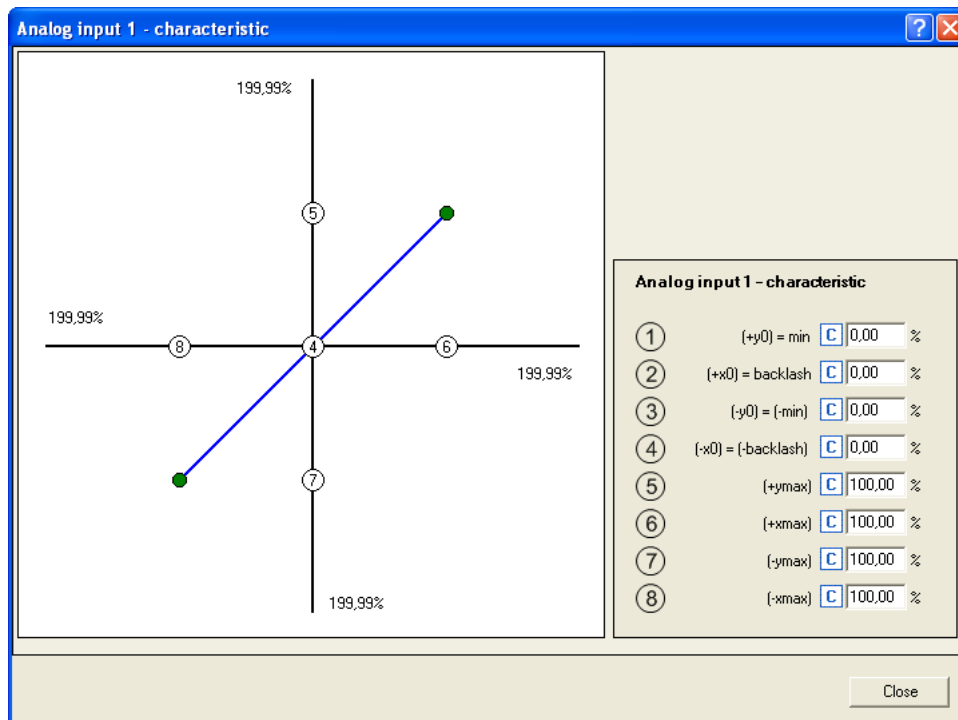 Analog input 1 - characteristic
?
199,99%
5
199,99%
8
4
6
199,99%
7
199,99%
Analog input 1 – characteristic
1 (+y0) = min C 0,00 %
2 (+x0) = backlash C 0,00 %
3 (-y0) = (-min) C 0,00 %
4 (-x0) = (-backlash) C 0,00 %
5 (+ymax) C 100,00 %
6 (+xmax) C 100,00 %
7 (-ymax) C 100,00 %
8 (-xmax) C 100,00 %
Close